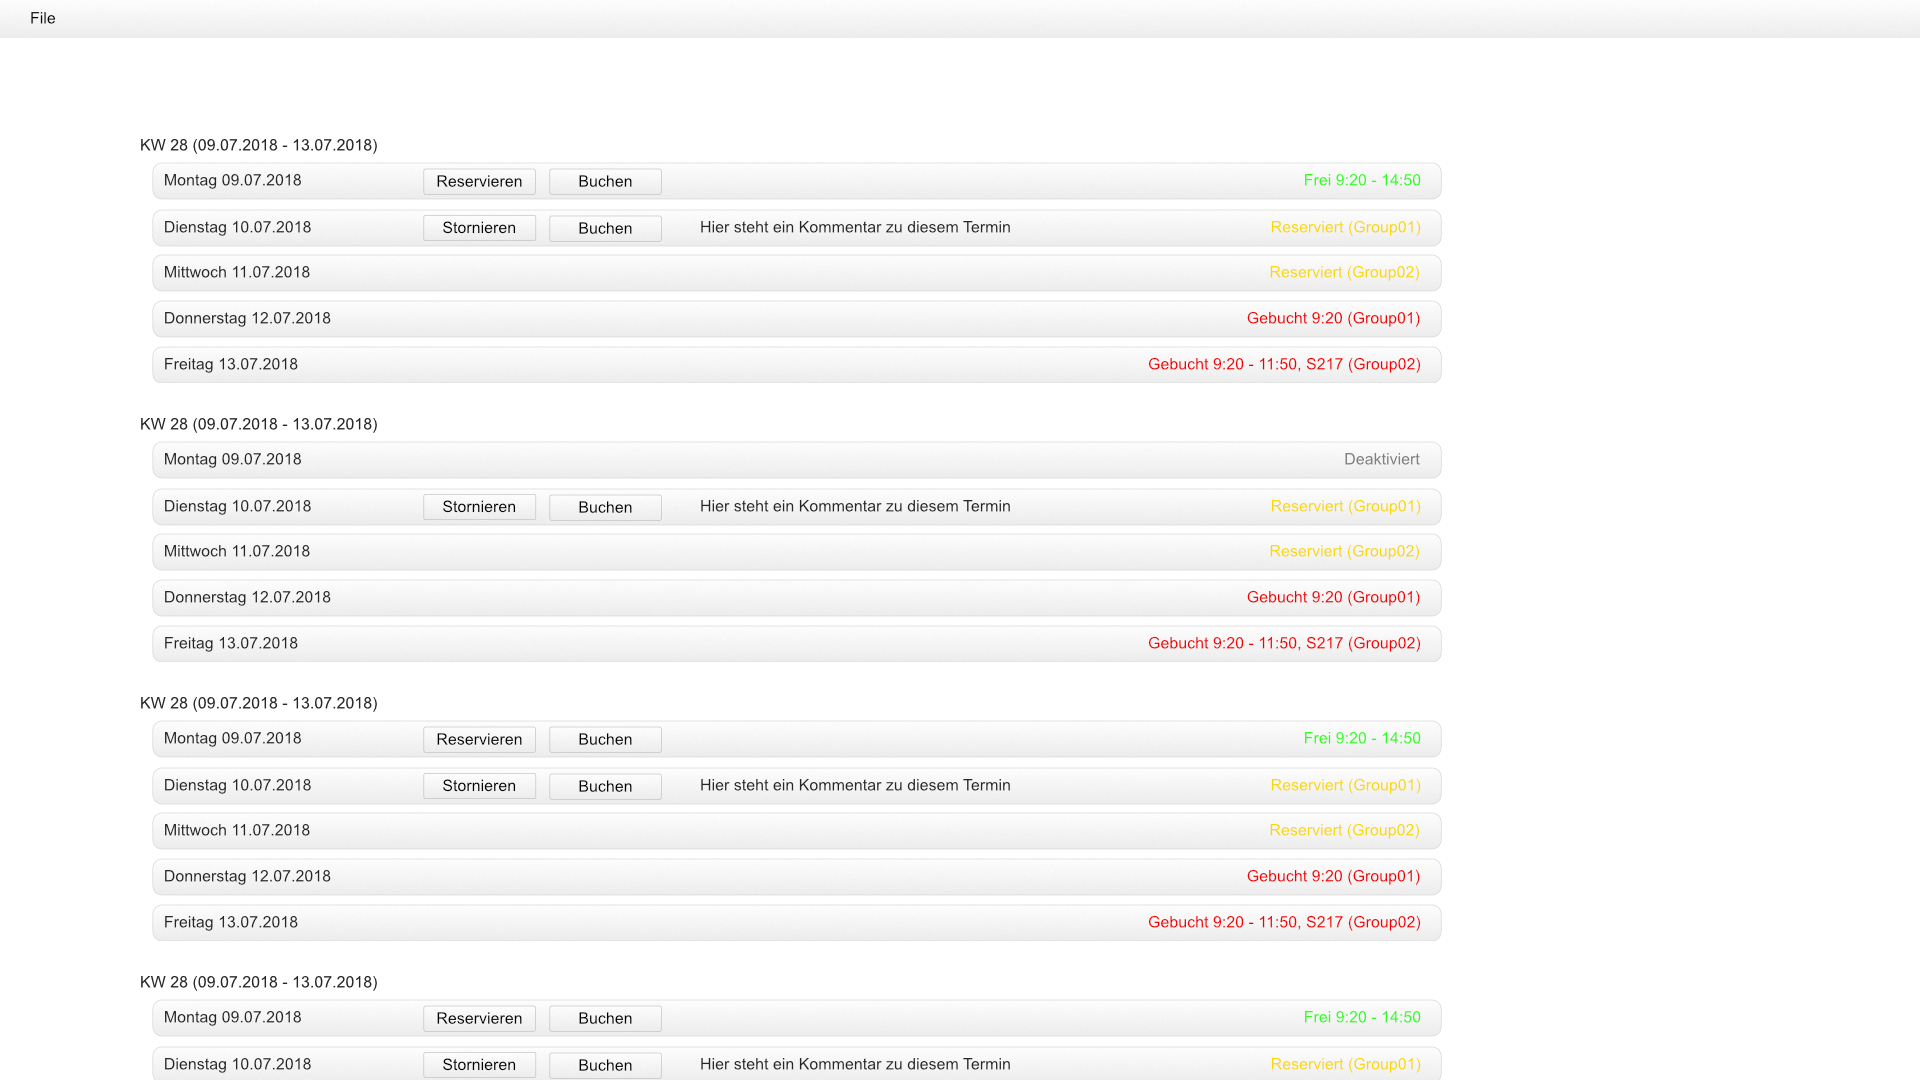 File
KW 28 (09.07.2018 - 13.07.2018)
Montag 09.07.2018 Reservieren Buchen Frei 9:20 - 14:50
Dienstag 10.07.2018 Stornieren Buchen Hier steht ein Kommentar zu diesem Termin Reserviert (Group01)
Mittwoch 11.07.2018 Reserviert (Group02)
Donnerstag 12.07.2018 Gebucht 9:20 (Group01)
Freitag 13.07.2018 Gebucht 9:20 - 11:50, S217 (Group02)
KW 28 (09.07.2018 - 13.07.2018)
Montag 09.07.2018 Deaktiviert
Dienstag 10.07.2018 Stornieren Buchen Hier steht ein Kommentar zu diesem Termin Reserviert (Group01)
Mittwoch 11.07.2018 Reserviert (Group02)
Donnerstag 12.07.2018 Gebucht 9:20 (Group01)
Freitag 13.07.2018 Gebucht 9:20 - 11:50, S217 (Group02)
KW 28 (09.07.2018 - 13.07.2018)
Montag 09.07.2018 Reservieren Buchen Frei 9:20 - 14:50
Dienstag 10.07.2018 Stornieren Buchen Hier steht ein Kommentar zu diesem Termin Reserviert (Group01)
Mittwoch 11.07.2018 Reserviert (Group02)
Donnerstag 12.07.2018 Gebucht 9:20 (Group01)
Freitag 13.07.2018 Gebucht 9:20 - 11:50, S217 (Group02)
KW 28 (09.07.2018 - 13.07.2018)
Montag 09.07.2018 Reservieren Buchen Frei 9:20 - 14:50
Dienstag 10.07.2018 Stornieren Buchen Hier steht ein Kommentar zu diesem Termin Reserviert (Group01)